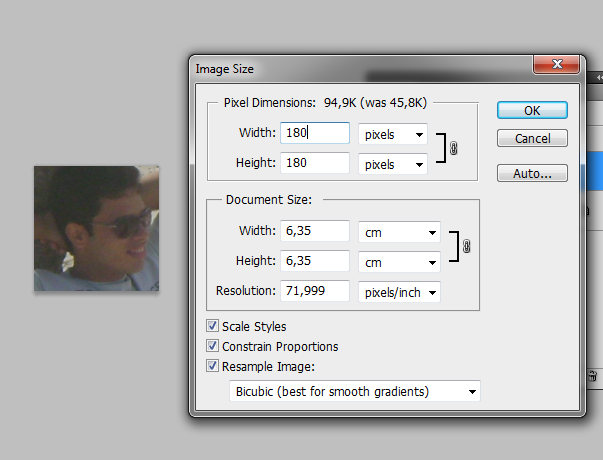 Image Size
Pixel Dimensions: 94,9K (was 45,8K)
OK
Width: 180 pixels
Cancel
Height: 180 pixels
Auto...
Document Size:
Width: 6,35 cm
Height: 6,35 cm
Resolution: 71,999 pixels/inch
Scale Styles
Constrain Proportions
Resample Image:
Bicubic (best for smooth gradients)